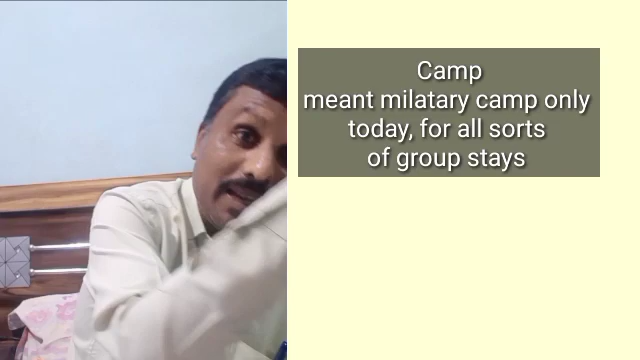 Camp
meant milatary camp only
today, for all sorts
of group stays